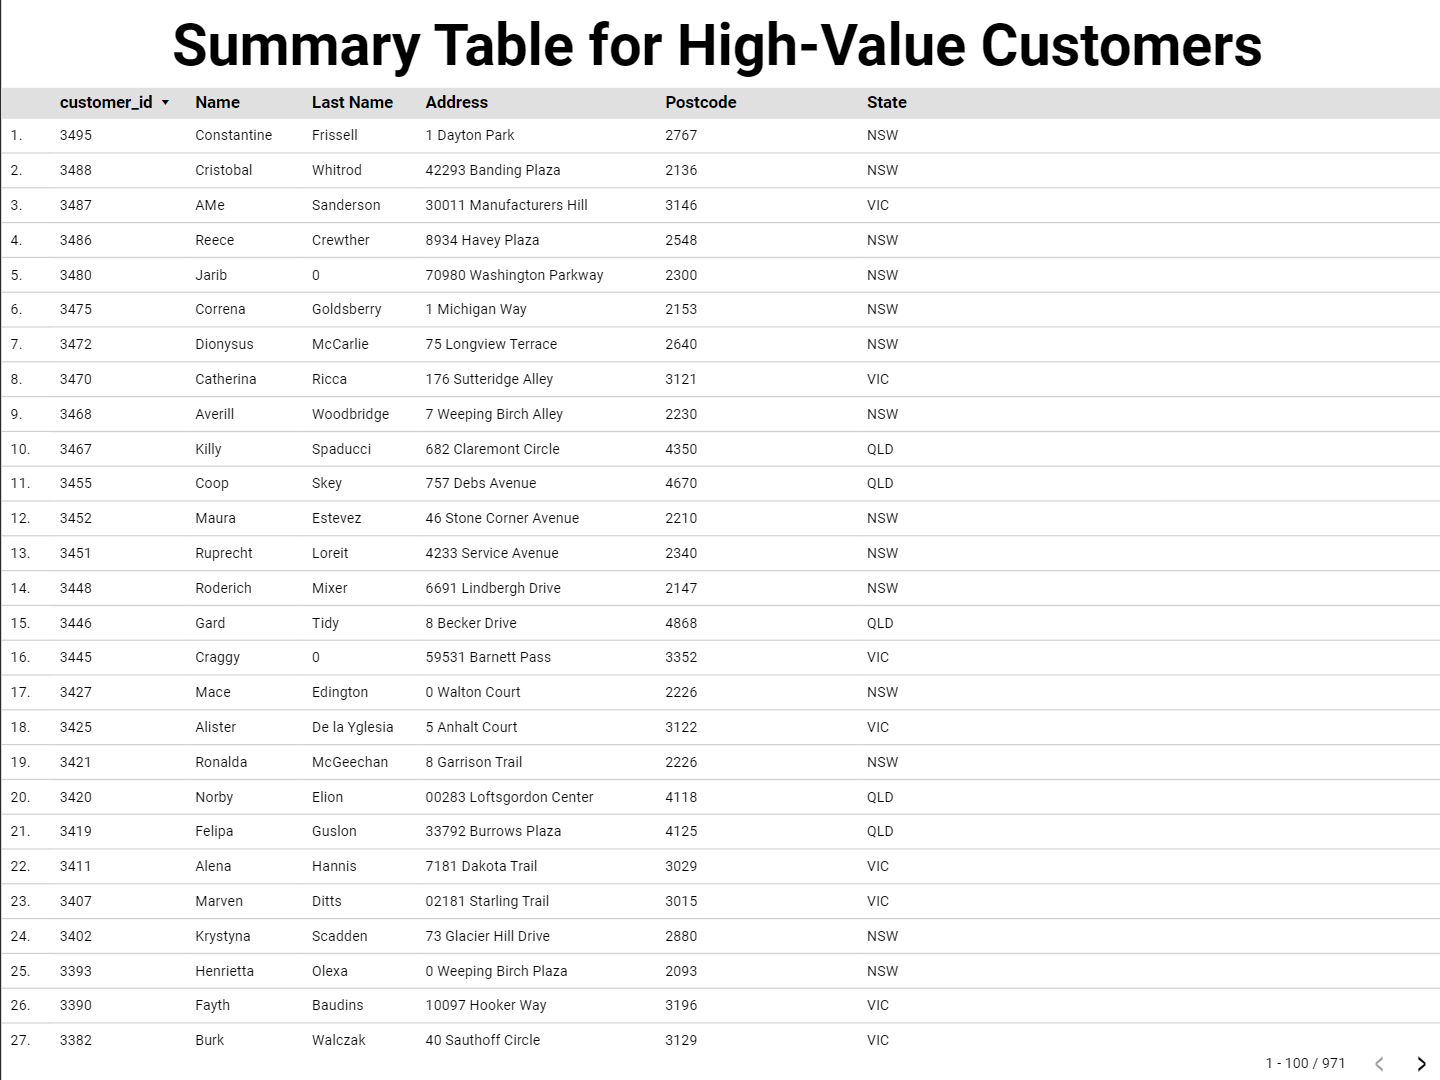 Summary Table for High-Value Customers
customer_id Name Last Name Address Postcode State
1. 3495 Constantine Frissell 1 Dayton Park 2767 NSW
2. 3488 Cristobal Whitrod 42293 Banding Plaza 2136 NSW
3. 3487 AMe Sanderson 30011 Manufacturers Hill 3146 VIC
4. 3486 Reece Crewther 8934 Havey Plaza 2548 NSW
5. 3480 Jarib 0 70980 Washington Parkway 2300 NSW
6. 3475 Correna Goldsberry 1 Michigan Way 2153 NSW
7. 3472 Dionysus McCarlie 75 Longview Terrace 2640 NSW
8. 3470 Catherina Ricca 176 Sutteridge Alley 3121 VIC
9. 3468 Averill Woodbridge 7 Weeping Birch Alley 2230 NSW
10. 3467 Killy Spaducci 682 Claremont Circle 4350 QLD
11. 3455 Coop Skey 757 Debs Avenue 4670 QLD
12. 3452 Maura Estevez 46 Stone Corner Avenue 2210 NSW
13. 3451 Ruprecht Loreit 4233 Service Avenue 2340 NSW
14. 3448 Roderich Mixer 6691 Lindbergh Drive 2147 NSW
15. 3446 Gard Tidy 8 Becker Drive 4868 QLD
16. 3445 Craggy 0 59531 Barnett Pass 3352 VIC
17. 3427 Mace Edington 0 Walton Court 2226 NSW
18. 3425 Alister De la Yglesia 5 Anhalt Court 3122 VIC
19. 3421 Ronalda McGeechan 8 Garrison Trail 2226 NSW
20. 3420 Norby Elion 00283 Loftsgordon Center 4118 QLD
21. 3419 Felipa Guslon 33792 Burrows Plaza 4125 QLD
22. 3411 Alena Hannis 7181 Dakota Trail 3029 VIC
23. 3407 Marven Ditts 02181 Starling Trail 3015 VIC
24. 3402 Krystyna Scadden 73 Glacier Hill Drive 2880 NSW
25. 3393 Henrietta Olexa 0 Weeping Birch Plaza 2093 NSW
26. 3390 Fayth Baudins 10097 Hooker Way 3196 VIC
27. 3382 Burk Walczak 40 Sauthoff Circle 3129 VIC
1 - 100 / 971